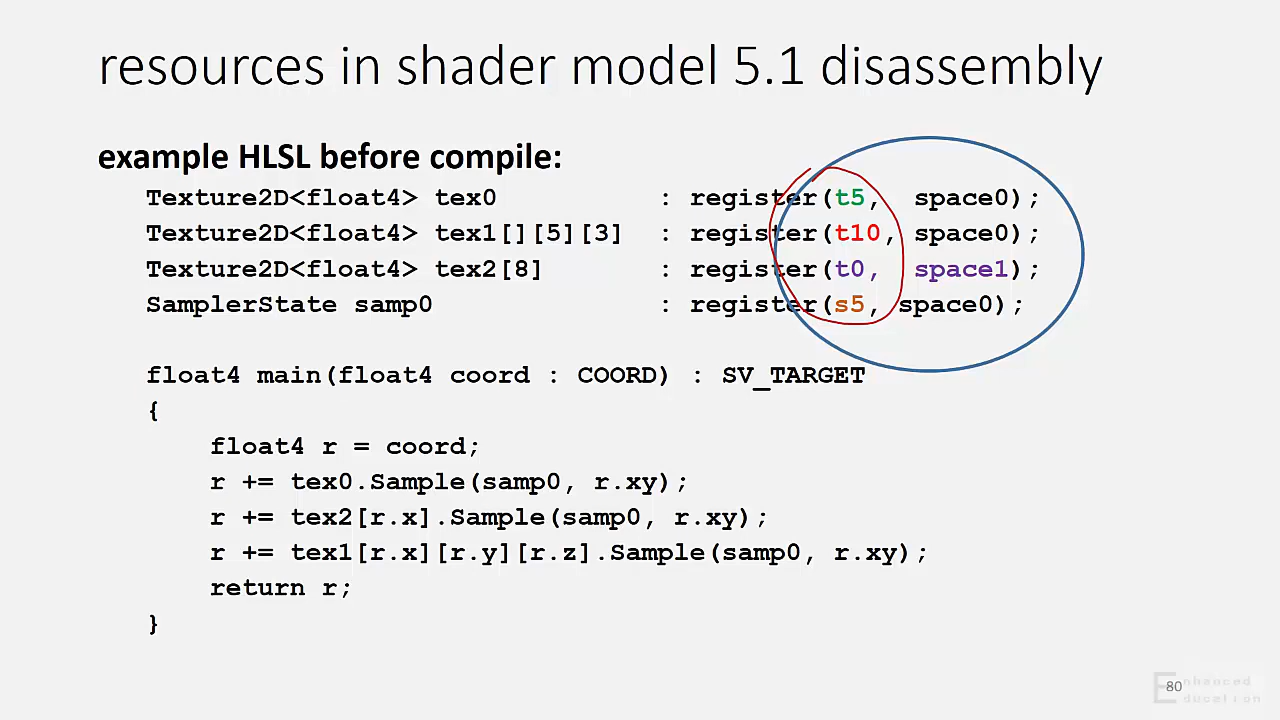 resources in shader model 5.1 disassembly
example HLSL before compile:
Texture2D<float4> tex0 : register(t5, space0);
Texture2D<float4> tex1[][5][3] : register(t10, space0);
Texture2D<float4> tex2[8] : register(t0, space1);
SamplerState samp0 : register(s5, space0);
float4 main(float4 coord : COORD) : SV_TARGET
{
float4 r = coord;
r += tex0.Sample(samp0, r.xy);
r += tex2[r.x].Sample(samp0, r.xy);
r += tex1[r.x][r.y][r.z].Sample(samp0, r.xy);
return r;
}
80
Enhanced
Education